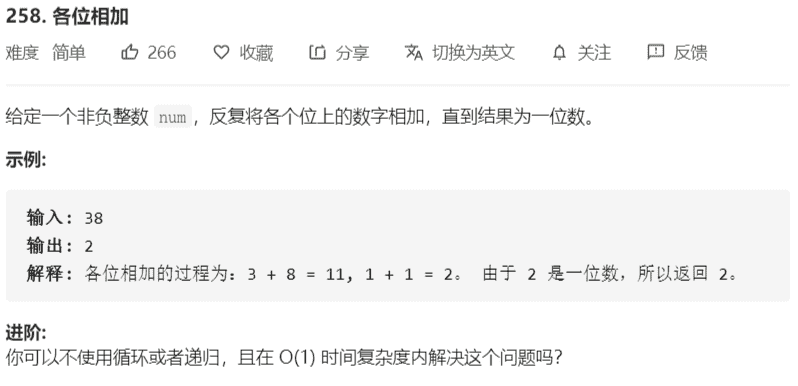 258. 各位相加
难度 简单 266 收藏 分享 切换为英文 关注 反馈
给定一个非负整数 num，反复将各个位上的数字相加，直到结果为一位数。
示例:
输入: 38
输出: 2
解释: 各位相加的过程为：3 + 8 = 11, 1 + 1 = 2。 由于 2 是一位数，所以返回 2。
进阶:
你可以不使用循环或者递归，且在 O(1) 时间复杂度内解决这个问题吗？